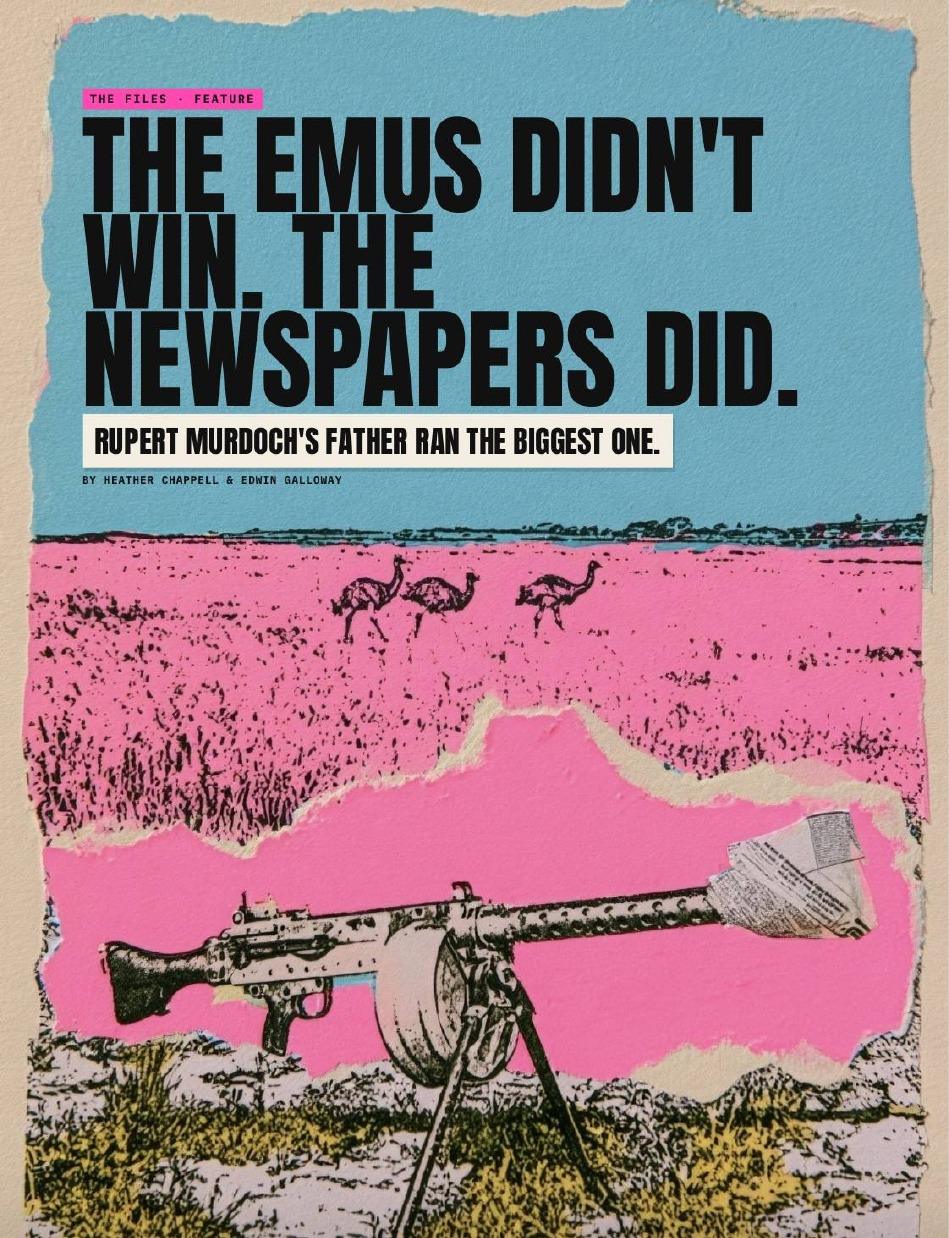 THE FILES · FEATURE
THE EMUS DIDN'T
WIN. THE
NEWSPAPERS DID.
RUPERT MURDOCH'S FATHER RAN THE BIGGEST ONE.
BY HEATHER CHAPPELL & EDWIN GALLOWAY